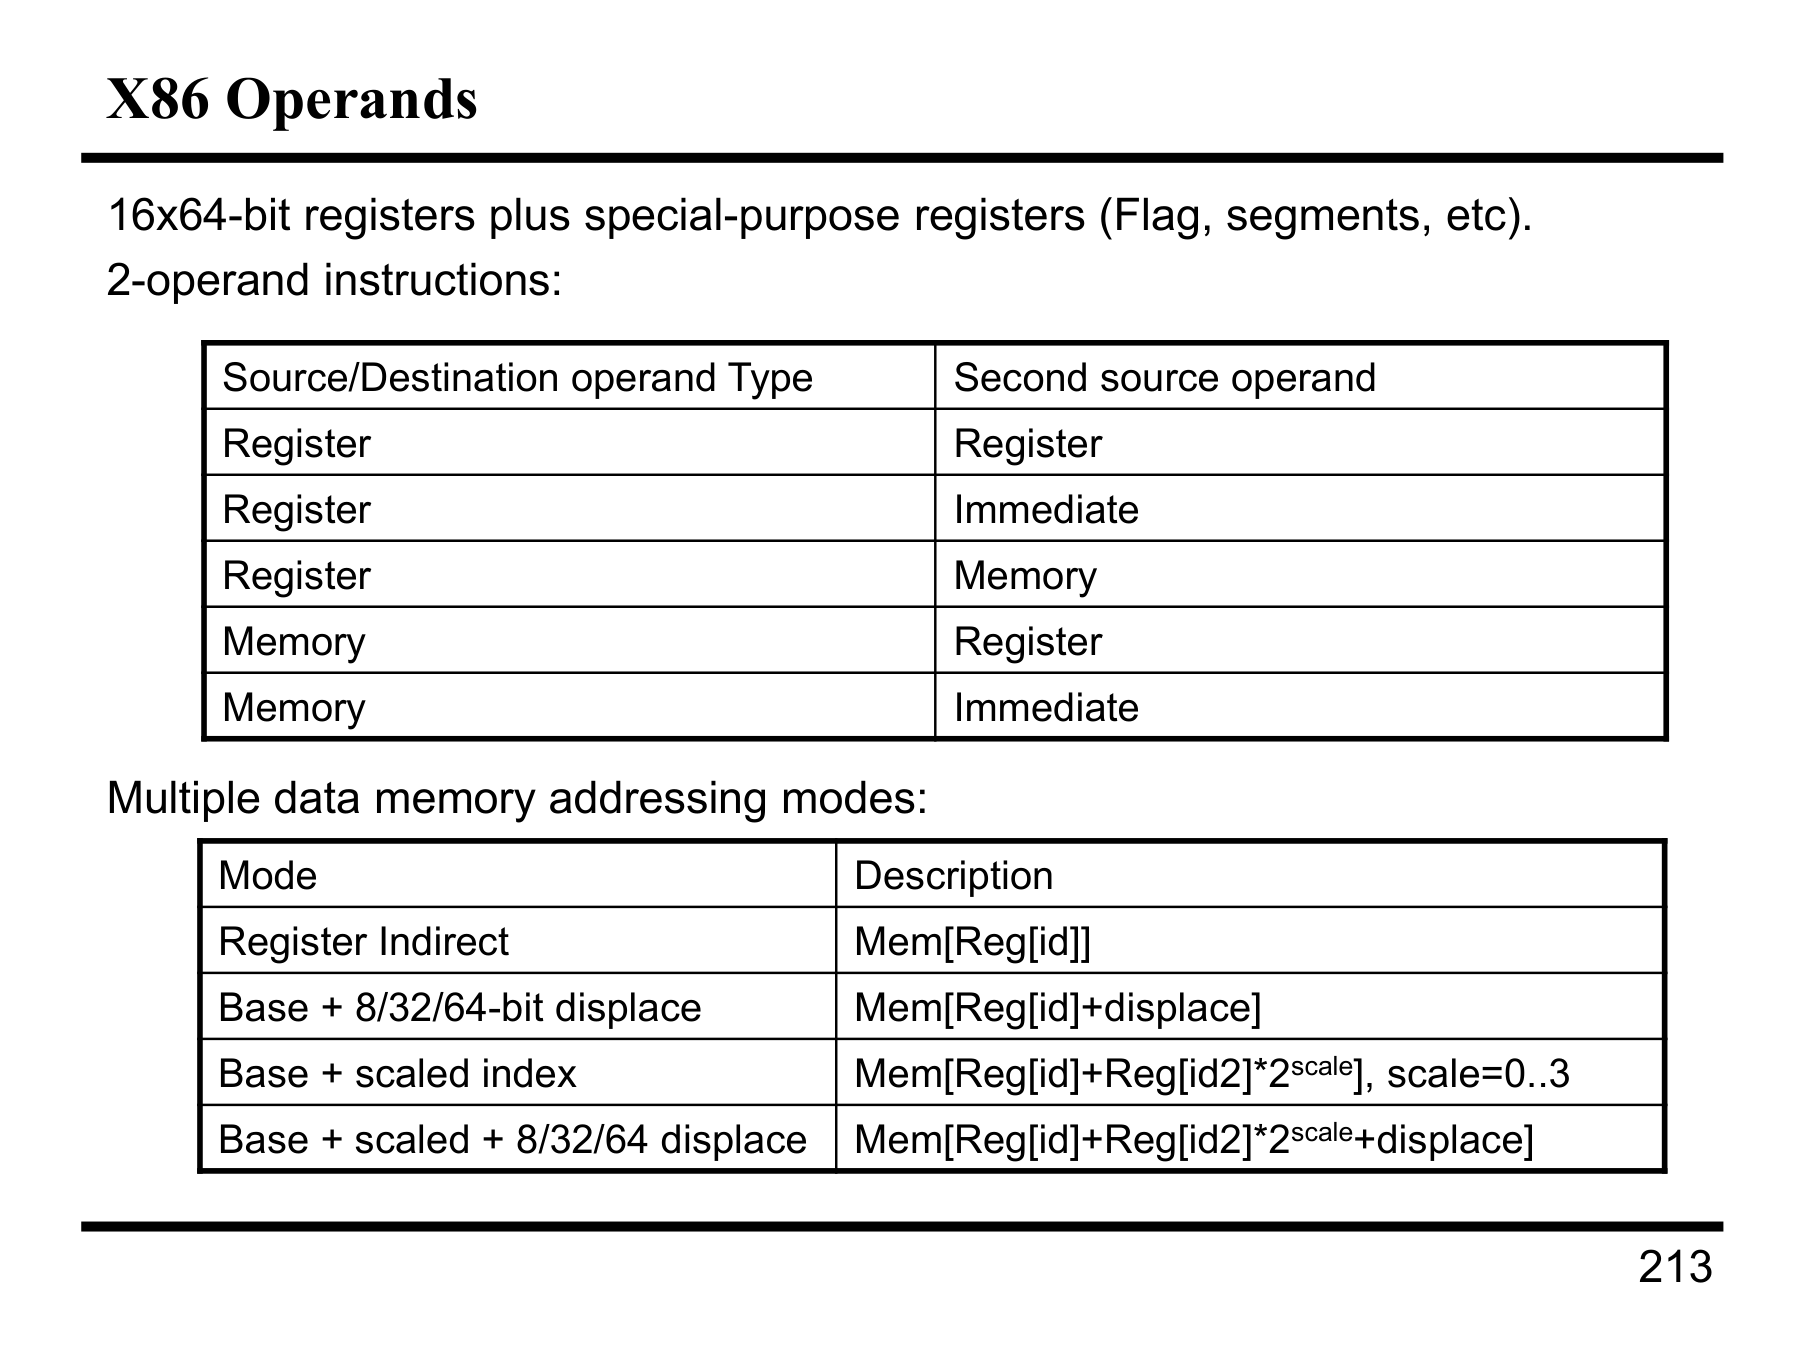 X86 Operands
16x64-bit registers plus special-purpose registers (Flag, segments, etc).
2-operand instructions:
Source/Destination operand Type Second source operand
Register Register
Register Immediate
Register Memory
Memory Register
Memory Immediate
Multiple data memory addressing modes:
Mode Description
Register Indirect Mem[Reg[id]]
Base + 8/32/64-bit displace Mem[Reg[id]+displace]
Base + scaled index Mem[Reg[id]+Reg[id2]*2^scale], scale=0..3
Base + scaled + 8/32/64 displace Mem[Reg[id]+Reg[id2]*2^scale+displace]
213